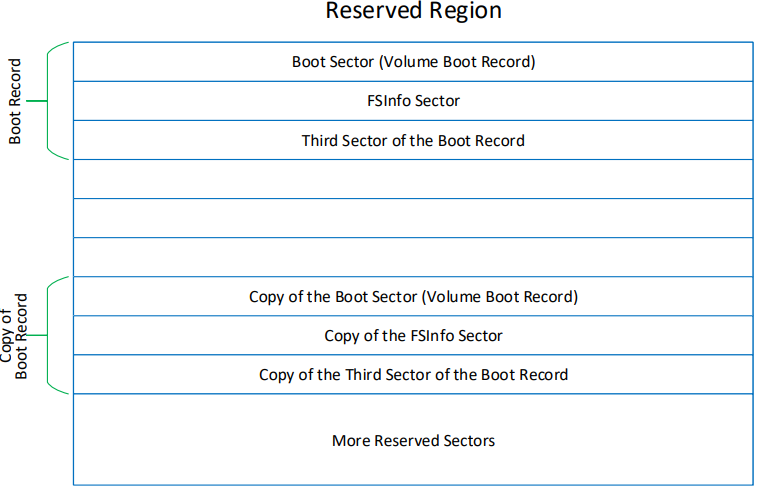 Reserved Region
Boot Record
Boot Sector (Volume Boot Record)
FSInfo Sector
Third Sector of the Boot Record
Copy of
Boot Record
Copy of the Boot Sector (Volume Boot Record)
Copy of the FSInfo Sector
Copy of the Third Sector of the Boot Record
More Reserved Sectors